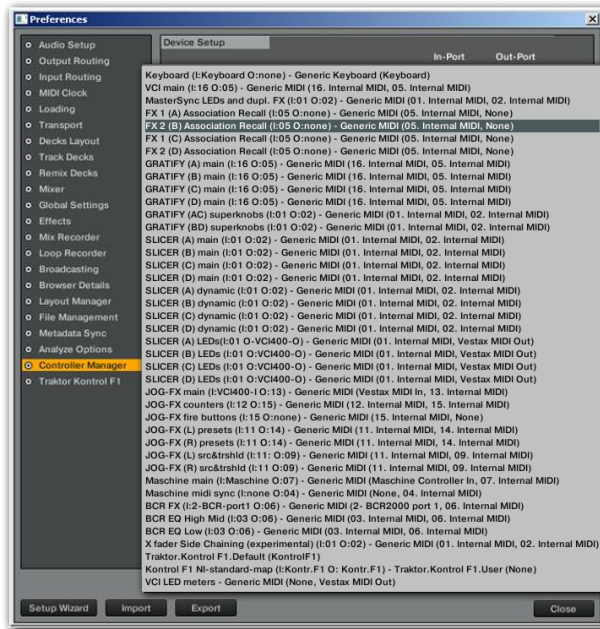 Preferences
Audio Setup
Output Routing
Input Routing
MIDI Clock
Loading
Transport
Decks Layout
Track Decks
Remix Decks
Mixer
Global Settings
Effects
Mix Recorder
Loop Recorder
Broadcasting
Browser Details
Layout Manager
File Management
Metadata Sync
Analyze Options
Controller Manager
Traktor Kontrol F1
Device Setup
In-Port Out-Port
Keyboard (I:Keyboard O:none) - Generic Keyboard (Keyboard)
VCI main (I:16 O:05) - Generic MIDI (16. Internal MIDI, 05. Internal MIDI)
MasterSync LEDs and dupl. FX (I:01 O:02) - Generic MIDI (01. Internal MIDI, 02. Internal MIDI)
FX 1 (A) Association Recall (I:05 O:none) - Generic MIDI (05. Internal MIDI, None)
FX 2 (B) Association Recall (I:05 O:none) - Generic MIDI (05. Internal MIDI, None)
FX 1 (C) Association Recall (I:05 O:none) - Generic MIDI (05. Internal MIDI, None)
FX 2 (D) Association Recall (I:05 O:none) - Generic MIDI (05. Internal MIDI, None)
GRATIFY (A) main (I:16 O:05) - Generic MIDI (16. Internal MIDI, 05. Internal MIDI)
GRATIFY (B) main (I:16 O:05) - Generic MIDI (16. Internal MIDI, 05. Internal MIDI)
GRATIFY (C) main (I:16 O:05) - Generic MIDI (16. Internal MIDI, 05. Internal MIDI)
GRATIFY (D) main (I:16 O:05) - Generic MIDI (16. Internal MIDI, 05. Internal MIDI)
GRATIFY (AC) superknobs (I:01 O:02) - Generic MIDI (01. Internal MIDI, 02. Internal MIDI)
GRATIFY (BD) superknobs (I:01 O:02) - Generic MIDI (01. Internal MIDI, 02. Internal MIDI)
SLICER (A) main (I:01 O:02) - Generic MIDI (01. Internal MIDI, 02. Internal MIDI)
SLICER (B) main (I:01 O:02) - Generic MIDI (01. Internal MIDI, 02. Internal MIDI)
SLICER (C) main (I:01 O:02) - Generic MIDI (01. Internal MIDI, 02. Internal MIDI)
SLICER (D) main (I:01 O:02) - Generic MIDI (01. Internal MIDI, 02. Internal MIDI)
SLICER (A) dynamic (I:01 O:02) - Generic MIDI (01. Internal MIDI, 02. Internal MIDI)
SLICER (B) dynamic (I:01 O:02) - Generic MIDI (01. Internal MIDI, 02. Internal MIDI)
SLICER (C) dynamic (I:01 O:02) - Generic MIDI (01. Internal MIDI, 02. Internal MIDI)
SLICER (D) dynamic (I:01 O:02) - Generic MIDI (01. Internal MIDI, 02. Internal MIDI)
SLICER (A) LEDs(I:01 O-VCI400-O) - Generic MIDI (01. Internal MIDI, Vestax MIDI Out)
SLICER (B) LEDs (I:01 O:VCI400-O) - Generic MIDI (01. Internal MIDI, Vestax MIDI Out)
SLICER (C) LEDs (I:01 O:VCI400-O) - Generic MIDI (01. Internal MIDI, Vestax MIDI Out)
SLICER (D) LEDs (I:01 O:VCI400-O) - Generic MIDI (01. Internal MIDI, Vestax MIDI Out)
JOG-FX main (I:VCI400-I O:13) - Generic MIDI (Vestax MIDI In, 13. Internal MIDI)
JOG-FX counters (I:12 O:15) - Generic MIDI (12. Internal MIDI, 15. Internal MIDI)
JOG-FX fire buttons (I:15 O:none) - Generic MIDI (15. Internal MIDI, None)
JOG-FX (L) presets (I:11 O:14) - Generic MIDI (11. Internal MIDI, 14. Internal MIDI)
JOG-FX (R) presets (I:11 O:14) - Generic MIDI (11. Internal MIDI, 14. Internal MIDI)
JOG-FX (L) src&trshld (I:11: O:09) - Generic MIDI (11. Internal MIDI, 09. Internal MIDI)
JOG-FX (R) src&trshld (I:11 O:09) - Generic MIDI (11. Internal MIDI, 09. Internal MIDI)
Maschine main (I:Maschine O:07) - Generic MIDI (Maschine Controller In, 07. Internal MIDI)
Maschine midi sync (I:none O:04) - Generic MIDI (None, 04. Internal MIDI)
BCR FX (I:2-BCR-port1 O:06) - Generic MIDI (2- BCR2000 port 1, 06. Internal MIDI)
BCR EQ High Mid (I:03 O:06) - Generic MIDI (03. Internal MIDI, 06. Internal MIDI)
BCR EQ Low (I:03 O:06) - Generic MIDI (03. Internal MIDI, 06. Internal MIDI)
X fader Side Chaining (experimental) (I:01 O:02) - Generic MIDI (01. Internal MIDI, 02. Internal MIDI)
Traktor.Kontrol F1.Default (KontrolF1)
Kontrol F1 NI-standard-map (I:Kontr.F1 O: Kontr.F1) - Traktor.Kontrol F1.User (None)
VCI LED meters - Generic MIDI (None, Vestax MIDI Out)
Setup Wizard Import Export Close